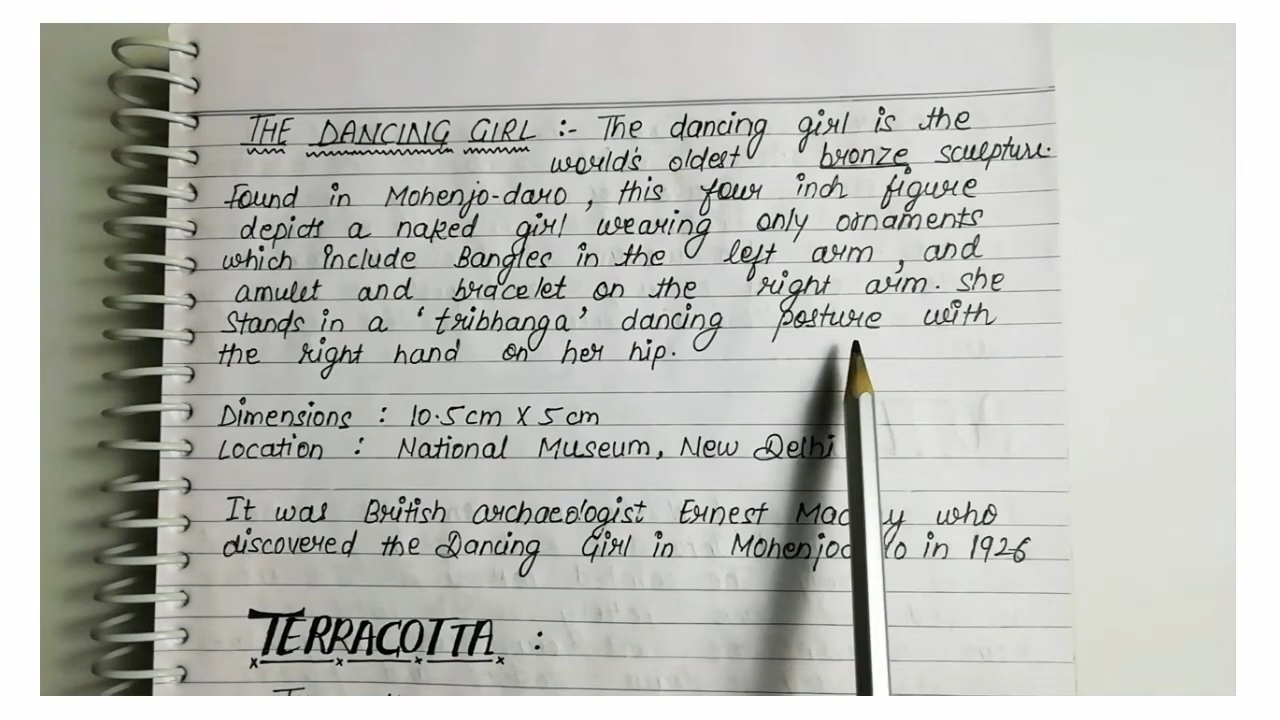 THE DANCING GIRL :- The dancing girl is the
world's oldest bronze sculpture.
found in Mohenjo-daro, this four inch figure
depicts a naked girl wearing only ornaments
which include Bangles in the left arm, and
amulet and bracelet on the right arm. She
Stands in a 'tribhanga' dancing posture with
the right hand on her hip.
Dimensions : 10.5cm X 5cm
Location : National Museum, New Delhi
It was British archaeologist Ernest who
discovered the Dancing Girl in in 1926
TERRACOTTA :